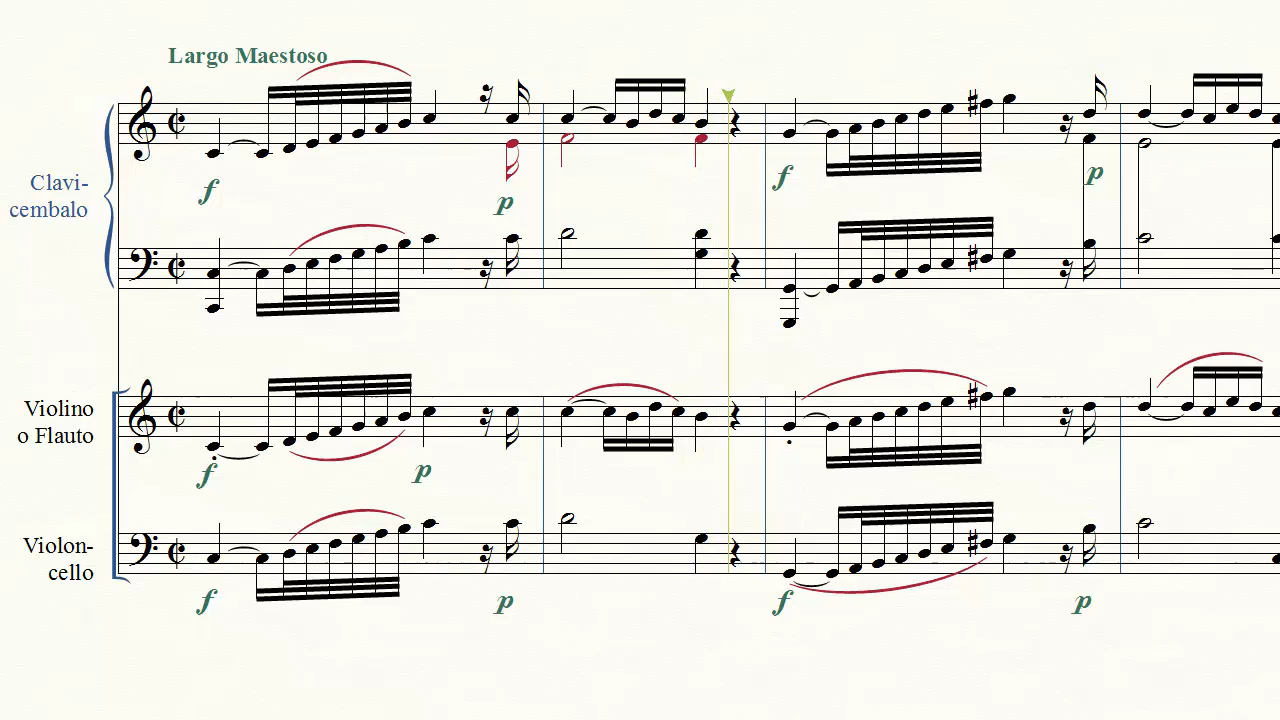 Largo Maestoso
Clavi-
cembalo
f
p
f
p
Violino
o Flauto
f
p
Violon-
cello
f
p
f
p